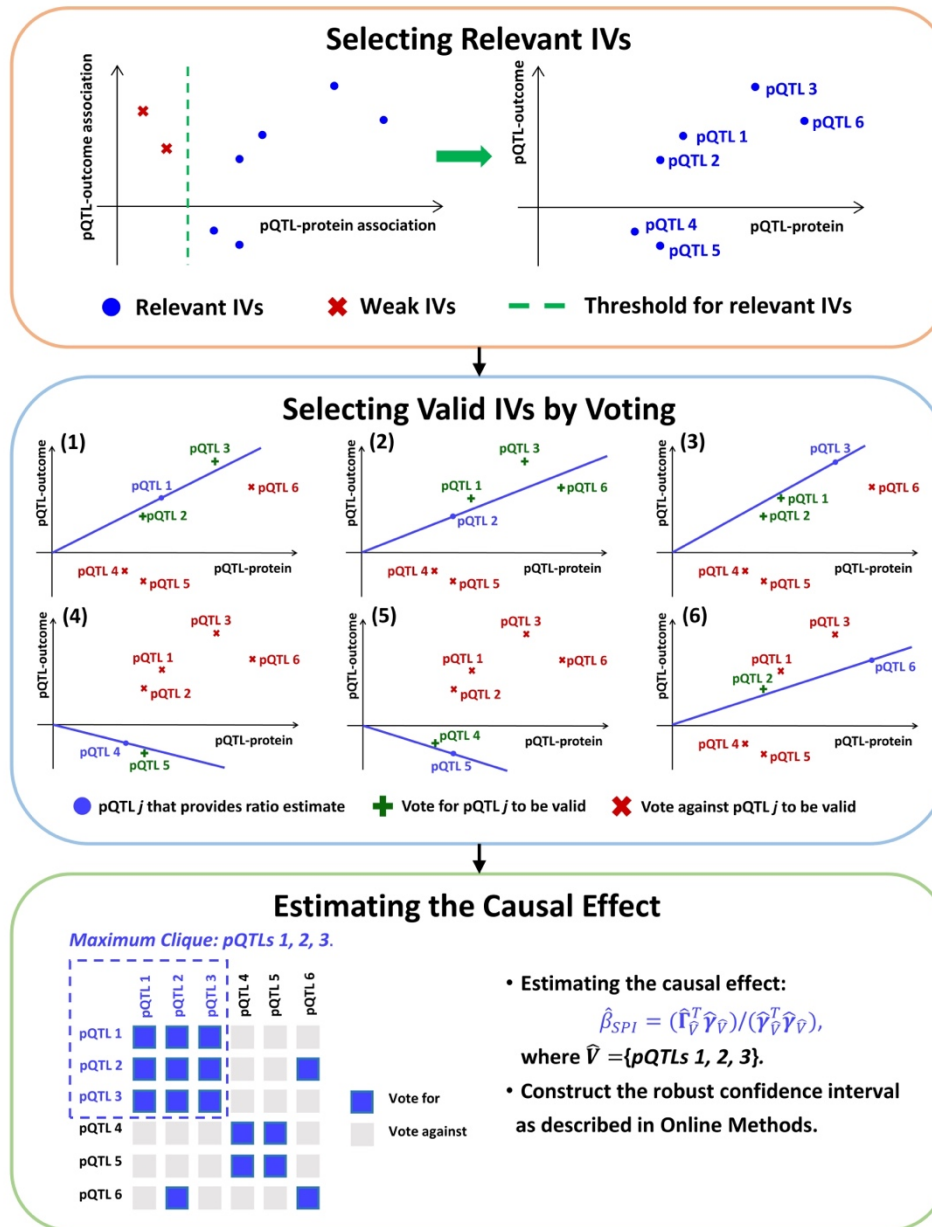 Selecting Relevant IVs
pQTL-outcome association
pQTL-protein association
pQTL-outcome
pQTL 3
pQTL 6
pQTL 1
pQTL 2
pQTL-protein
pQTL 4
pQTL 5
Relevant IVs
Weak IVs
Threshold for relevant IVs
Selecting Valid IVs by Voting
(1)
pQTL-outcome
pQTL 3
pQTL 1
pQTL 6
pQTL 2
pQTL 4
pQTL-protein
pQTL 5
(2)
pQTL-outcome
pQTL 3
pQTL 1
pQTL 6
pQTL 2
pQTL 4
pQTL-protein
pQTL 5
(3)
pQTL-outcome
pQTL 3
pQTL 6
pQTL 1
pQTL 2
pQTL 4
pQTL-protein
pQTL 5
(4)
pQTL-outcome
pQTL 3
pQTL 1
pQTL 6
pQTL 2
pQTL-protein
pQTL 4
pQTL 5
(5)
pQTL-outcome
pQTL 3
pQTL 1
pQTL 6
pQTL 2
pQTL-protein
pQTL 4
pQTL 5
(6)
pQTL-outcome
pQTL 3
pQTL 1
pQTL 6
pQTL 2
pQTL-protein
pQTL 4
pQTL 5
pQTL j that provides ratio estimate
Vote for pQTL j to be valid
Vote against pQTL j to be valid
Estimating the Causal Effect
Maximum Clique: pQTLs 1, 2, 3.
pQTL 1
pQTL 2
pQTL 3
pQTL 4
pQTL 5
pQTL 6
pQTL 1
pQTL 2
pQTL 3
pQTL 4
pQTL 5
pQTL 6
Vote for
Vote against
• Estimating the causal effect:
β̂_SPI = (Γ̂_V̂^T γ̂_V̂)/(γ̂_V̂^T γ̂_V̂),
where V̂ ={pQTLs 1, 2, 3}.
• Construct the robust confidence interval
as described in Online Methods.